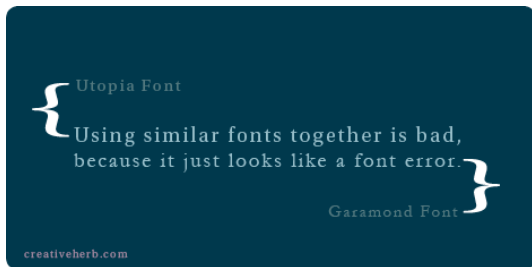 Utopia Font
Using similar fonts together is bad,
because it just looks like a font error.
Garamond Font
creativeherb.com